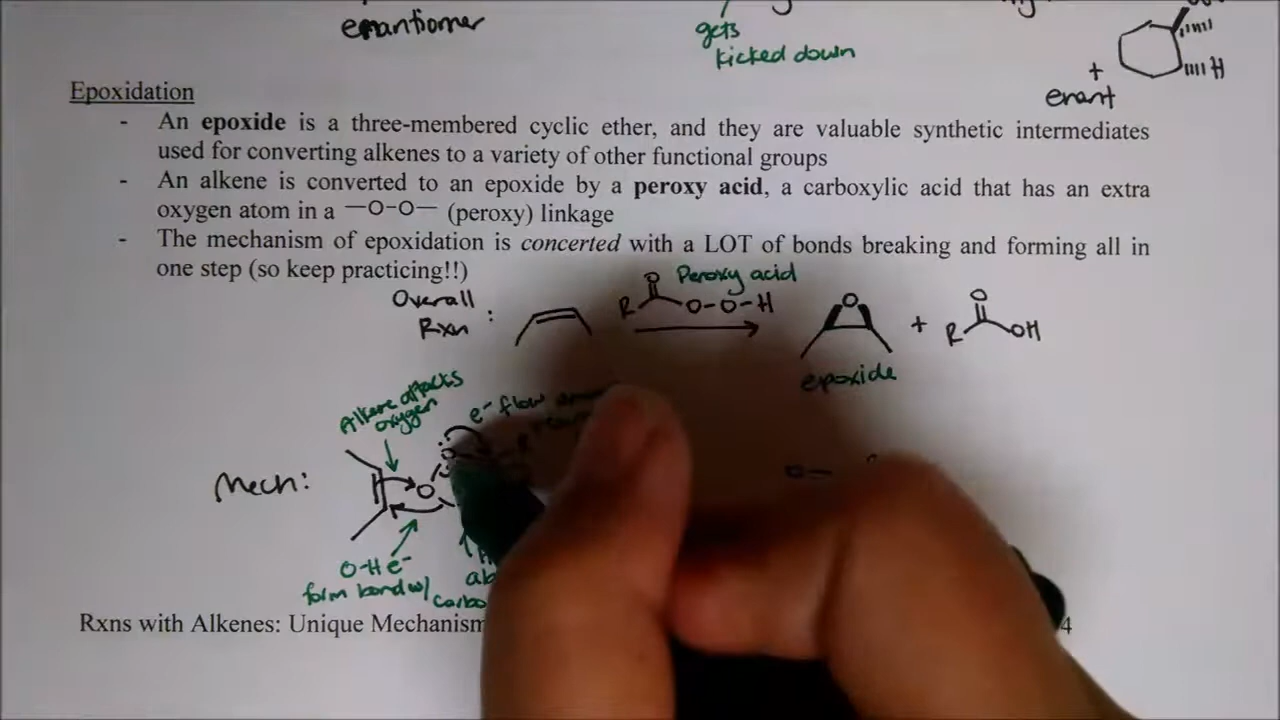 enantiomer
gets
kicked down
H
+
enant
Epoxidation
- An epoxide is a three-membered cyclic ether, and they are valuable synthetic intermediates
used for converting alkenes to a variety of other functional groups
- An alkene is converted to an epoxide by a peroxy acid, a carboxylic acid that has an extra
oxygen atom in a —O-O— (peroxy) linkage
- The mechanism of epoxidation is concerted with a LOT of bonds breaking and forming all in
one step (so keep practicing!!)
Peroxy acid
Overall
Rxn :
O
R O-O-H
O
+
O
R OH
epoxide
Alkene attacks
oxygen
e⁻ flow
Mech:
O
O-H e⁻
form bond w/
Rxns with Alkenes: Unique Mechanism
4